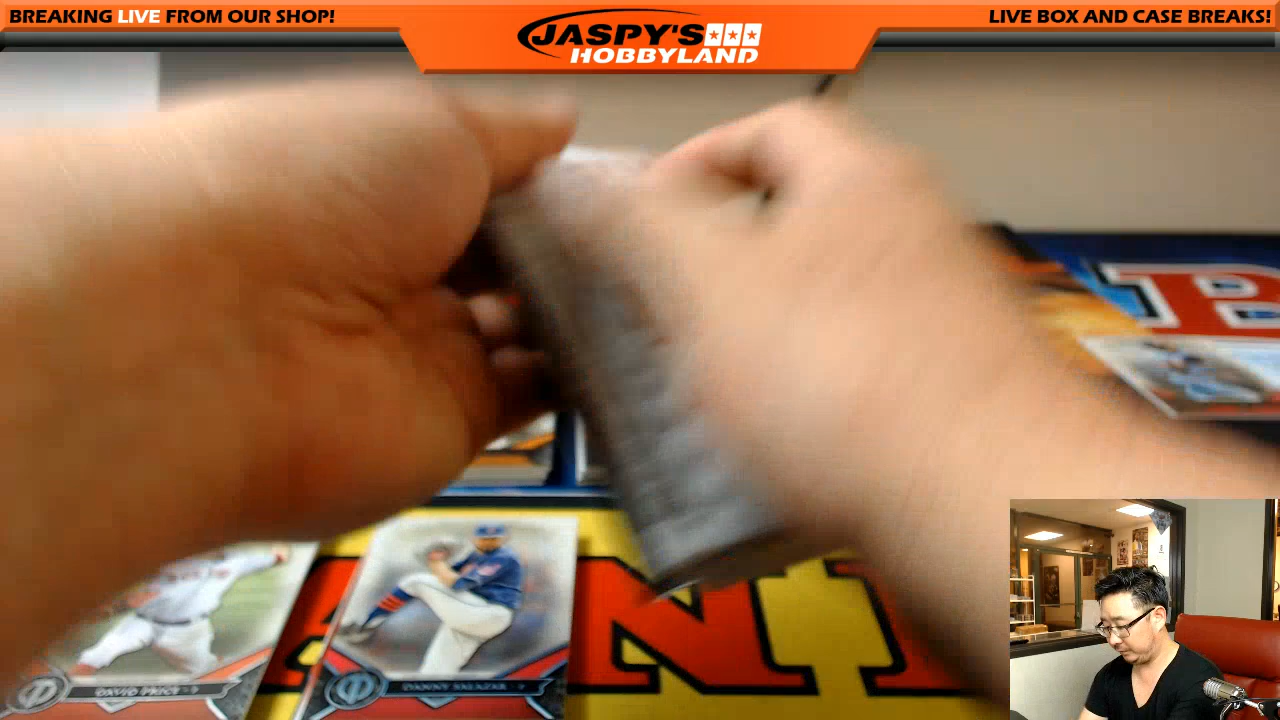 BREAKING LIVE FROM OUR SHOP!
JASPY'S
HOBBYLAND
LIVE BOX AND CASE BREAKS!
DAVID PRICE
DANNY SALAZAR